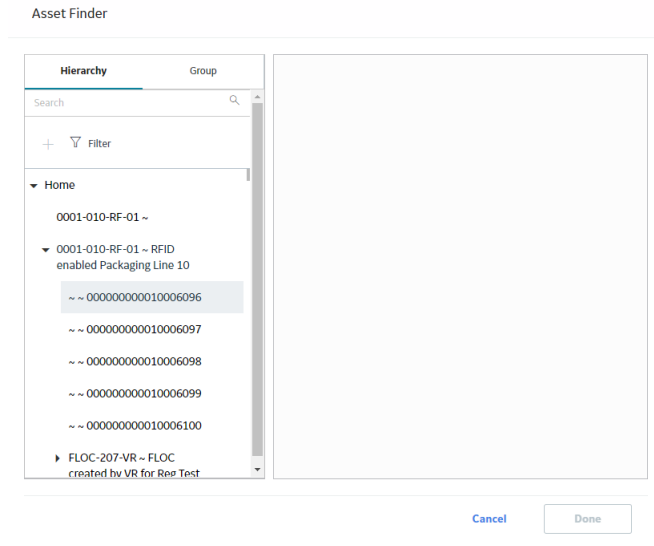 Asset Finder
Hierarchy
Group
Search
Filter
Home
0001-010-RF-01 ~
0001-010-RF-01 ~ RFID
enabled Packaging Line 10
~ ~ 000000000010006096
~ ~ 000000000010006097
~ ~ 000000000010006098
~ ~ 000000000010006099
~ ~ 000000000010006100
FLOC-207-VR ~ FLOC
created by VR for Reg Test
Cancel
Done